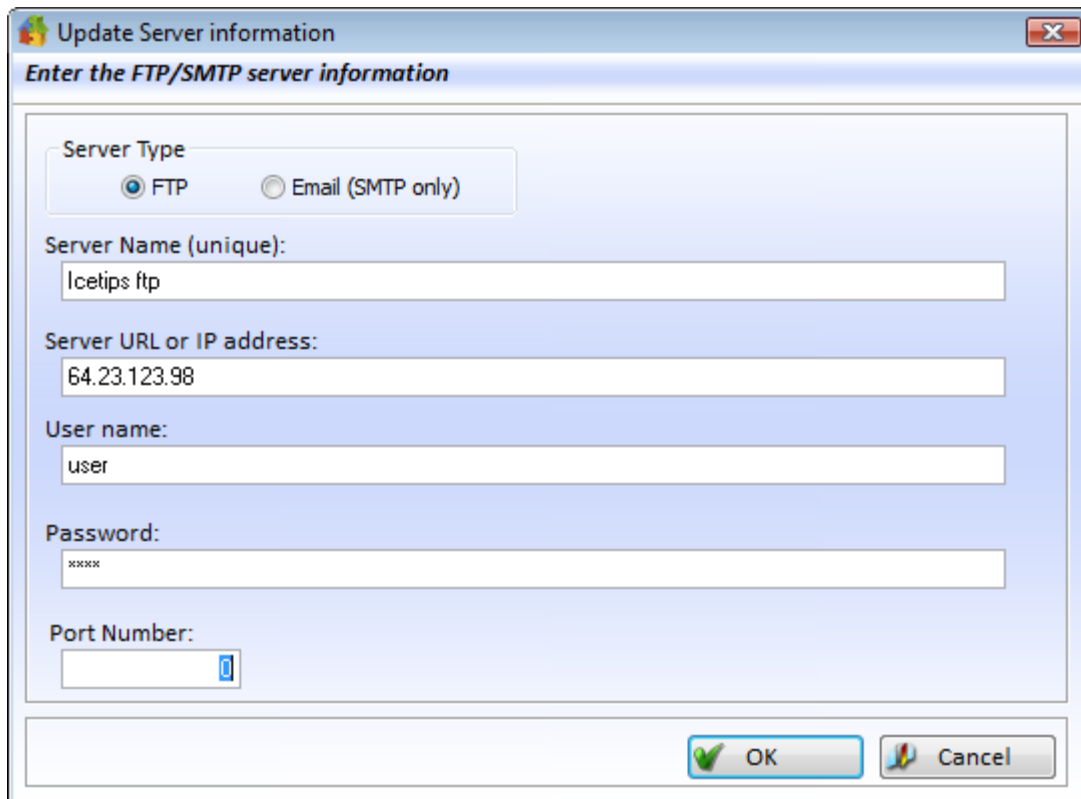 Update Server information
Enter the FTP/SMTP server information
Server Type
FTP Email (SMTP only)
Server Name (unique):
Icetips ftp
Server URL or IP address:
64.23.123.98
User name:
user
Password:
****
Port Number:
0
OK Cancel